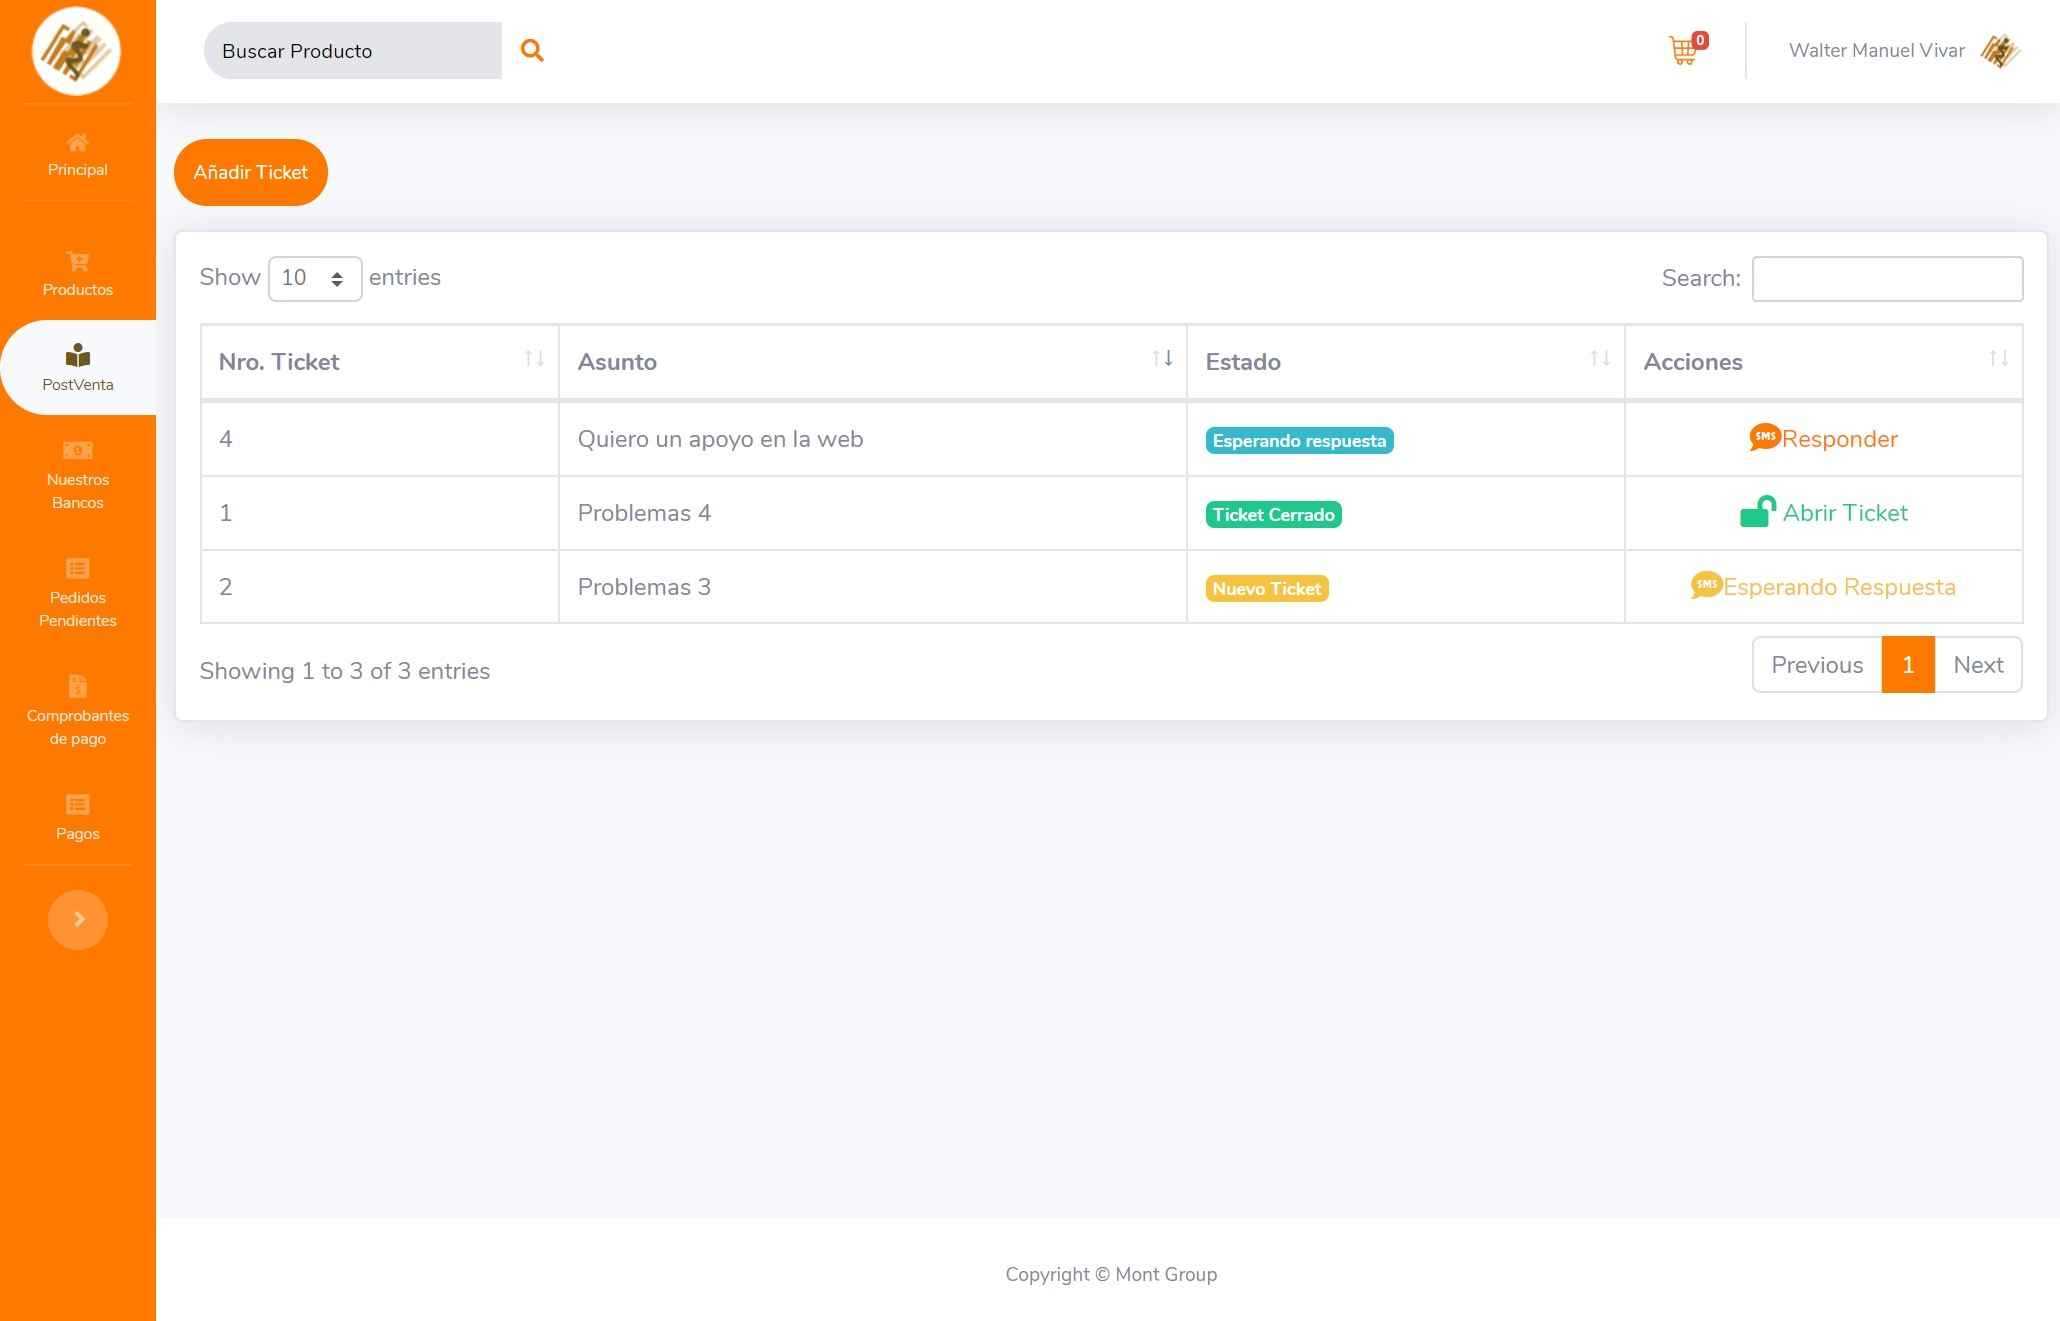 Buscar Producto
0
Walter Manuel Vivar
Principal
Productos
PostVenta
Nuestros
Bancos
Pedidos
Pendientes
Comprobantes
de pago
Pagos
Añadir Ticket
Show 10 entries
Search:
Nro. Ticket Asunto Estado Acciones
4 Quiero un apoyo en la web Esperando respuesta SMS Responder
1 Problemas 4 Ticket Cerrado Abrir Ticket
2 Problemas 3 Nuevo Ticket SMS Esperando Respuesta
Showing 1 to 3 of 3 entries
Previous 1 Next
Copyright © Mont Group